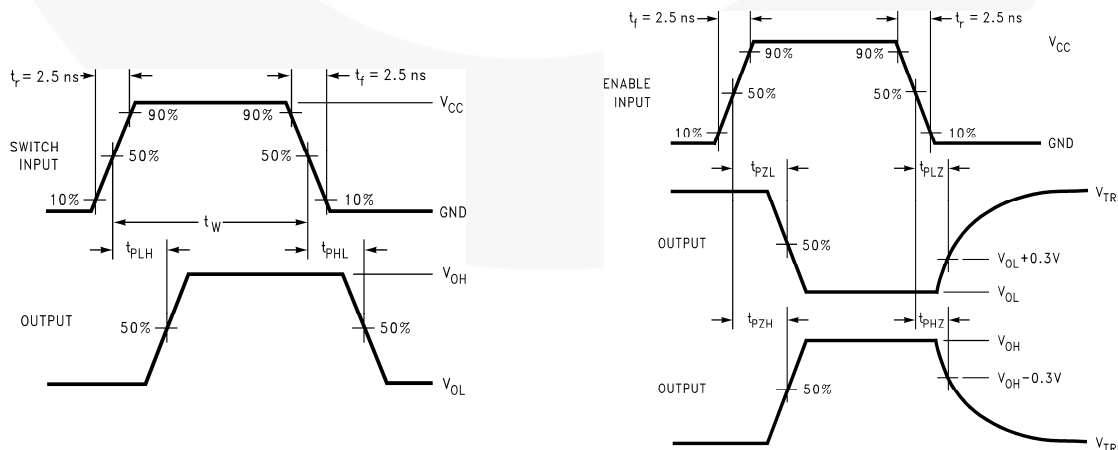 t_r = 2.5 ns
t_f = 2.5 ns
V_CC
90%
90%
SWITCH
INPUT
50%
50%
10%
10%
GND
t_W
t_PLH
t_PHL
V_OH
OUTPUT
50%
50%
V_OL
t_f = 2.5 ns
t_r = 2.5 ns
V_CC
90%
90%
ENABLE
INPUT
50%
50%
10%
10%
GND
t_PZL
t_PLZ
V_TR
OUTPUT
50%
V_OL+0.3V
V_OL
t_PZH
t_PHZ
V_OH
V_OH−0.3V
OUTPUT
50%
V_TR